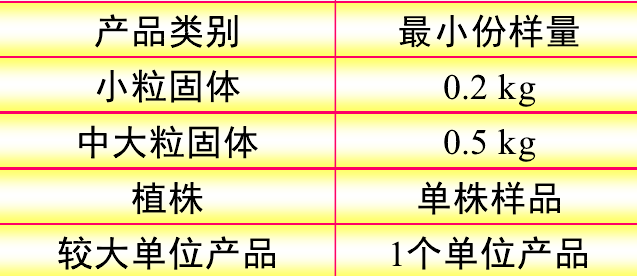 产品类别 最小份样量
小粒固体 0.2 kg
中大粒固体 0.5 kg
植株 单株样品
较大单位产品 1个单位产品